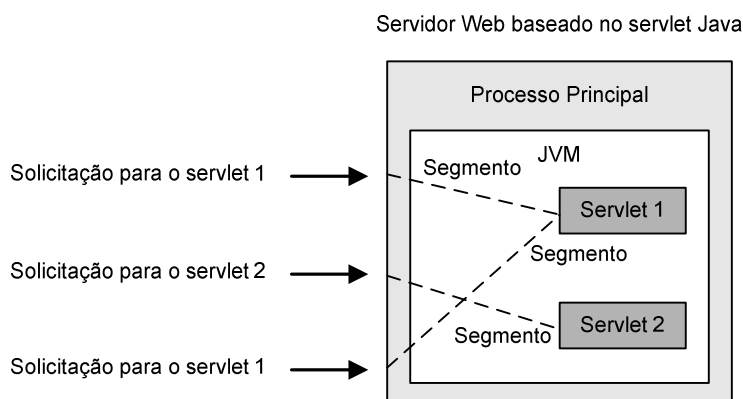 Servidor Web baseado no servlet Java
Processo Principal
JVM
Solicitação para o servlet 1
Segmento
Servlet 1
Segmento
Solicitação para o servlet 2
Servlet 2
Segmento
Solicitação para o servlet 1